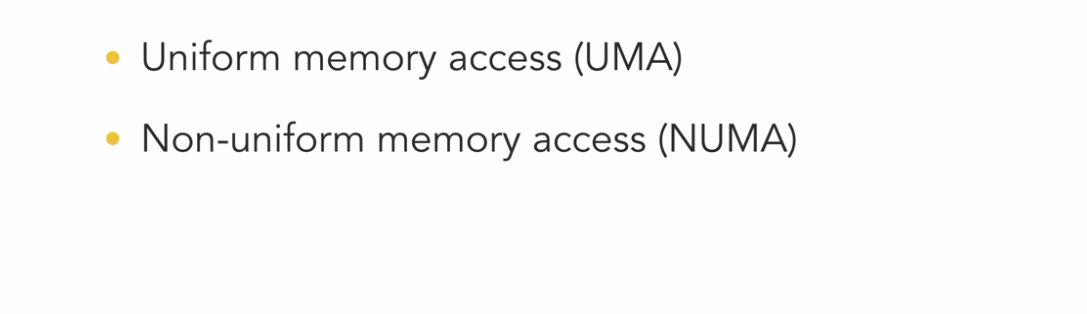 • Uniform memory access (UMA)
• Non-uniform memory access (NUMA)